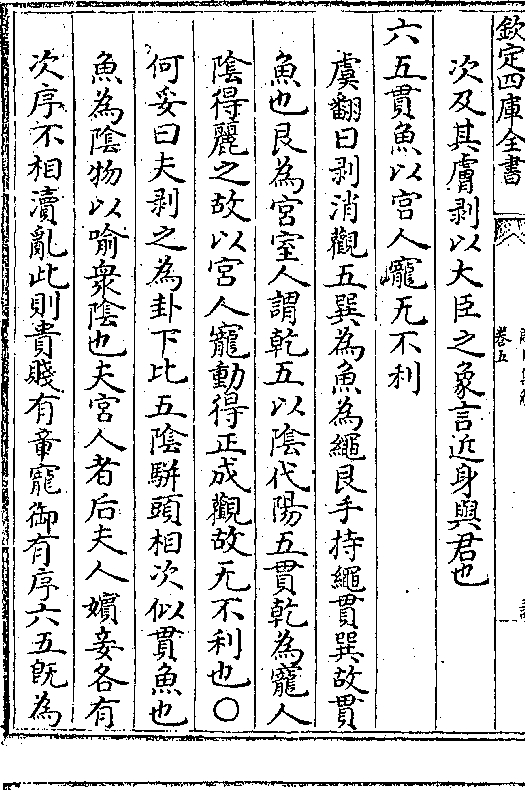 欽定四庫全書
卷五
次及其膚剥以大臣之象言近身與君也
六五貫魚以宫人寵无不利
虞翻曰剥消觀五巽為魚為繩艮手持繩貫巽故貫
魚也艮為宫室人謂乾五以陰代陽五貫乾為寵人
陰得麗之故以宫人寵動得正成觀故无不利也〇
何妥曰夫剥之為卦下比五陰駢頭相次似貫魚也
魚為陰物以喻衆陰也夫宫人者后夫人嬪妾各有
次序不相瀆亂此則貴賤有章寵御有序六五既為